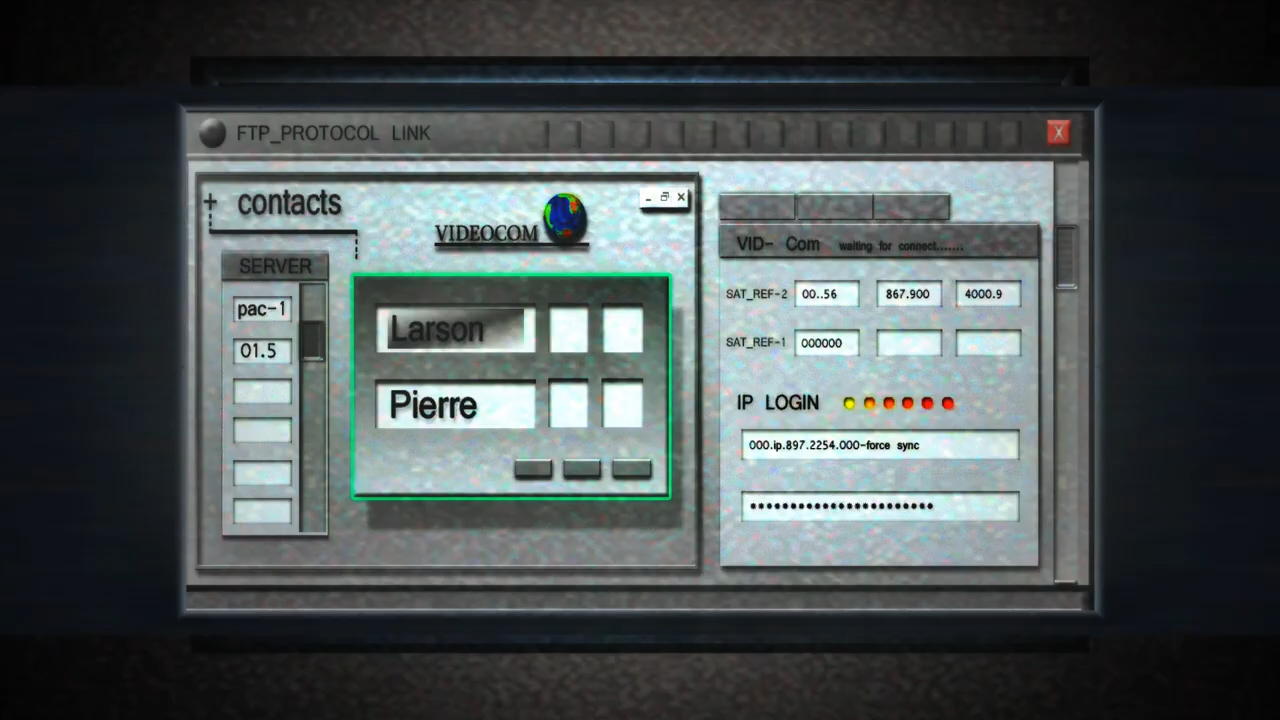 FTP_PROTOCOL LINK
X
+ contacts
VIDEOCOM
SERVER
pac-1
01.5
Larson
Pierre
VID- Com waiting for connect.......
SAT_REF-2 00..56 867.900 4000.9
SAT_REF-1 000000
IP LOGIN
000.ip.897.2254.000-force sync
***********************